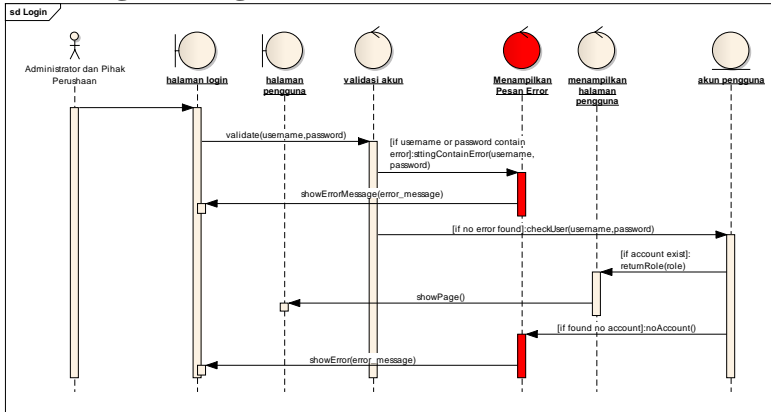 sd Login
Administrator dan Pihak
Perushaan
halaman login
halaman
pengguna
validasi akun
Menampilkan
Pesan Error
menampilkan
halaman
pengguna
akun pengguna
validate(username,password)
[if username or password contain
error]:sttingContainError(username,
password)
showErrorMessage(error_message)
[if no error found]:checkUser(username,password)
[if account exist]:
returnRole(role)
showPage()
[if found no account]:noAccount()
showError(error_message)